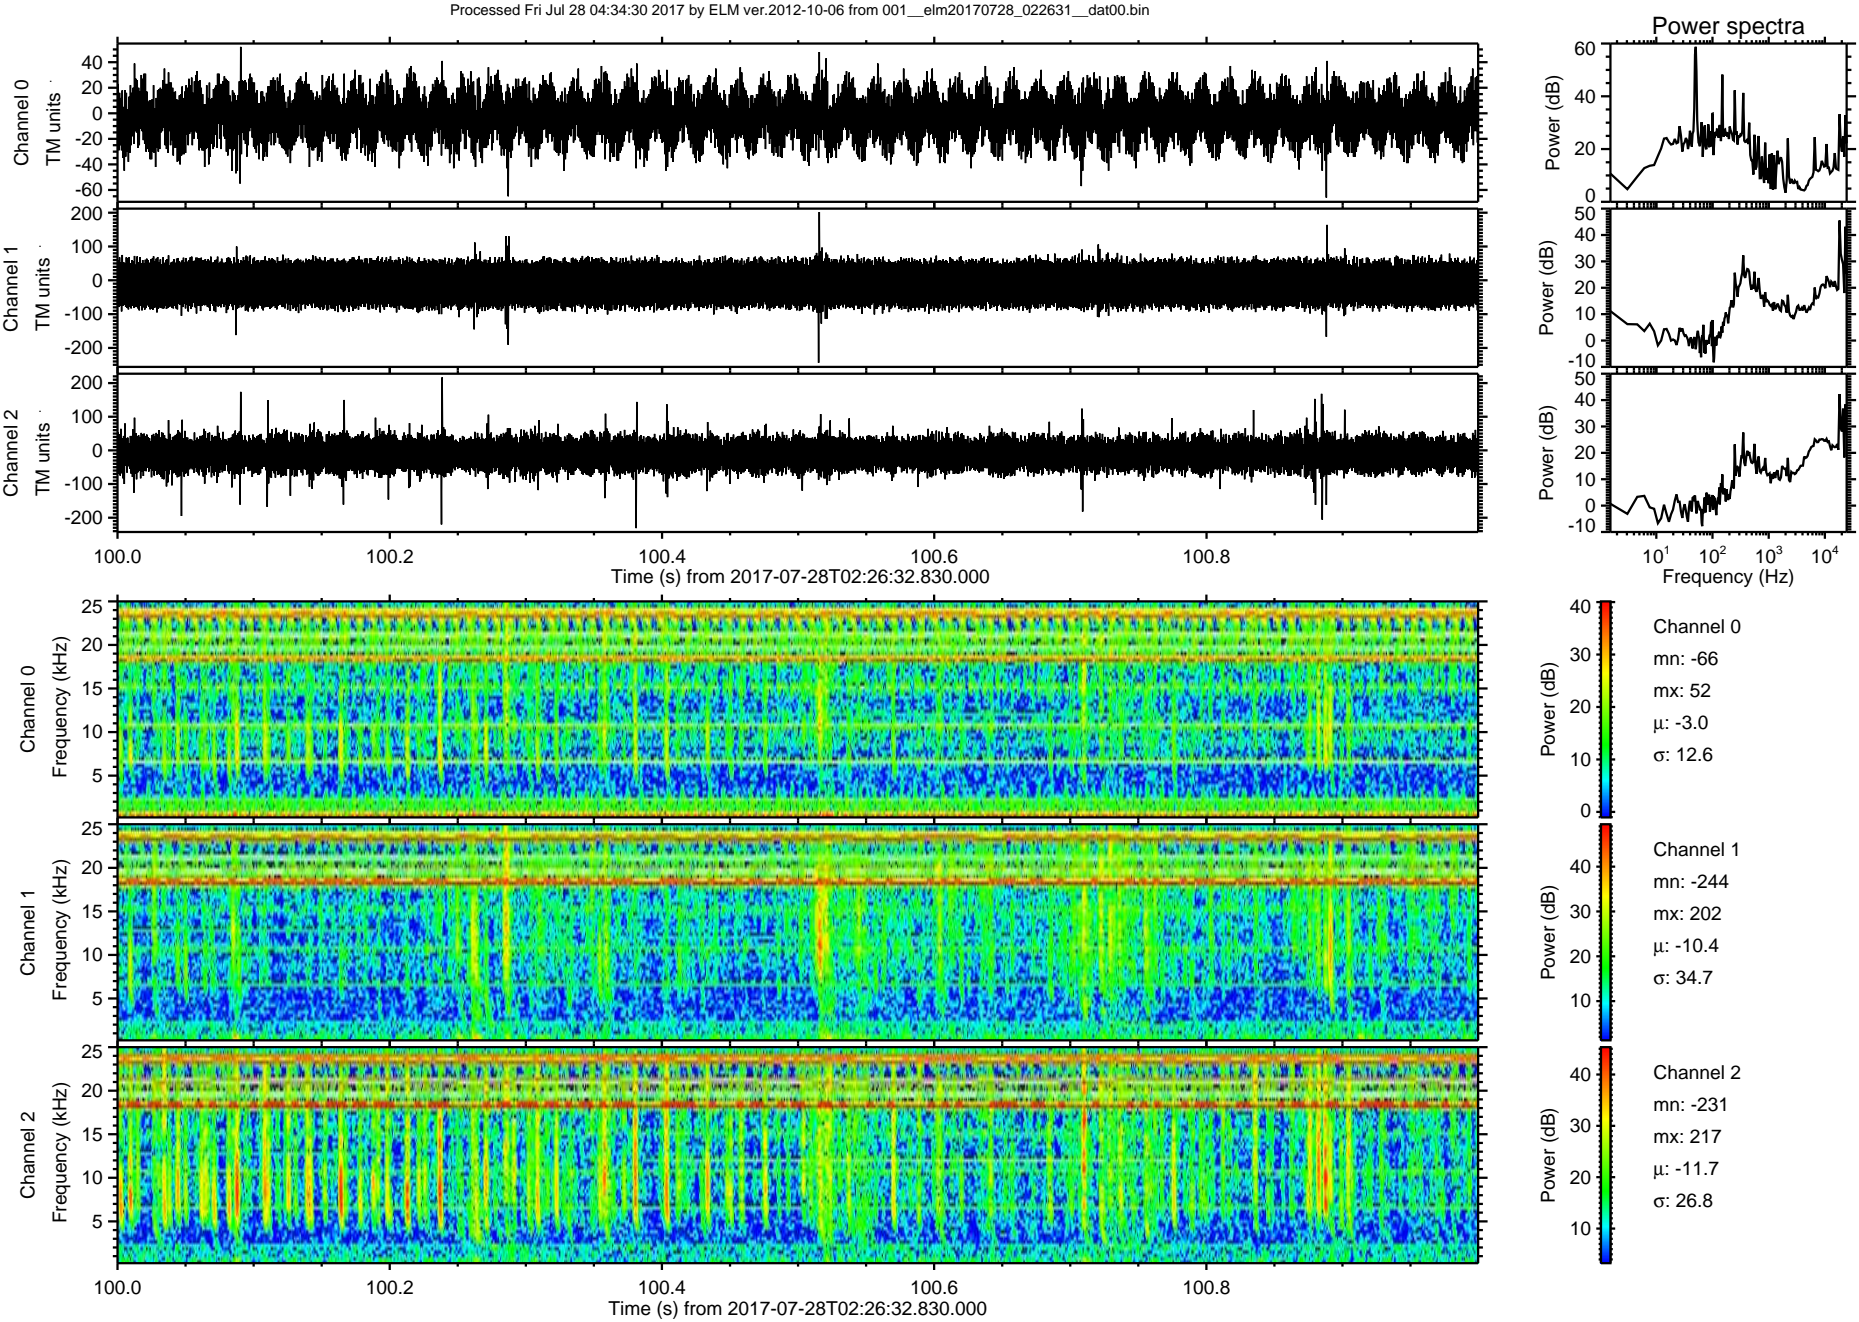 Processed Fri Jul 28 04:34:30 2017 by ELM ver.2012-10-06 from 001__elm20170728_022631__dat00.bin
Power spectra
Channel 0
TM units
40
20
0
-20
-40
-60
Power (dB)
60
40
20
0
Channel 1
TM units
200
100
0
-100
-200
Power (dB)
50
40
30
20
10
0
-10
Channel 2
TM units
200
100
0
-100
-200
Power (dB)
50
40
30
20
10
0
-10
100.0 100.2 100.4 100.6 100.8
Time (s) from 2017-07-28T02:26:32.830.000
10¹ 10² 10³ 10⁴
Frequency (Hz)
Channel 0
Frequency (kHz)
25
20
15
10
5
Power (dB)
40
30
20
10
0
Channel 0
mn: -66
mx: 52
μ: -3.0
σ: 12.6
Channel 1
Frequency (kHz)
25
20
15
10
5
Power (dB)
40
30
20
10
Channel 1
mn: -244
mx: 202
μ: -10.4
σ: 34.7
Channel 2
Frequency (kHz)
25
20
15
10
5
Power (dB)
40
30
20
10
Channel 2
mn: -231
mx: 217
μ: -11.7
σ: 26.8
100.0 100.2 100.4 100.6 100.8
Time (s) from 2017-07-28T02:26:32.830.000